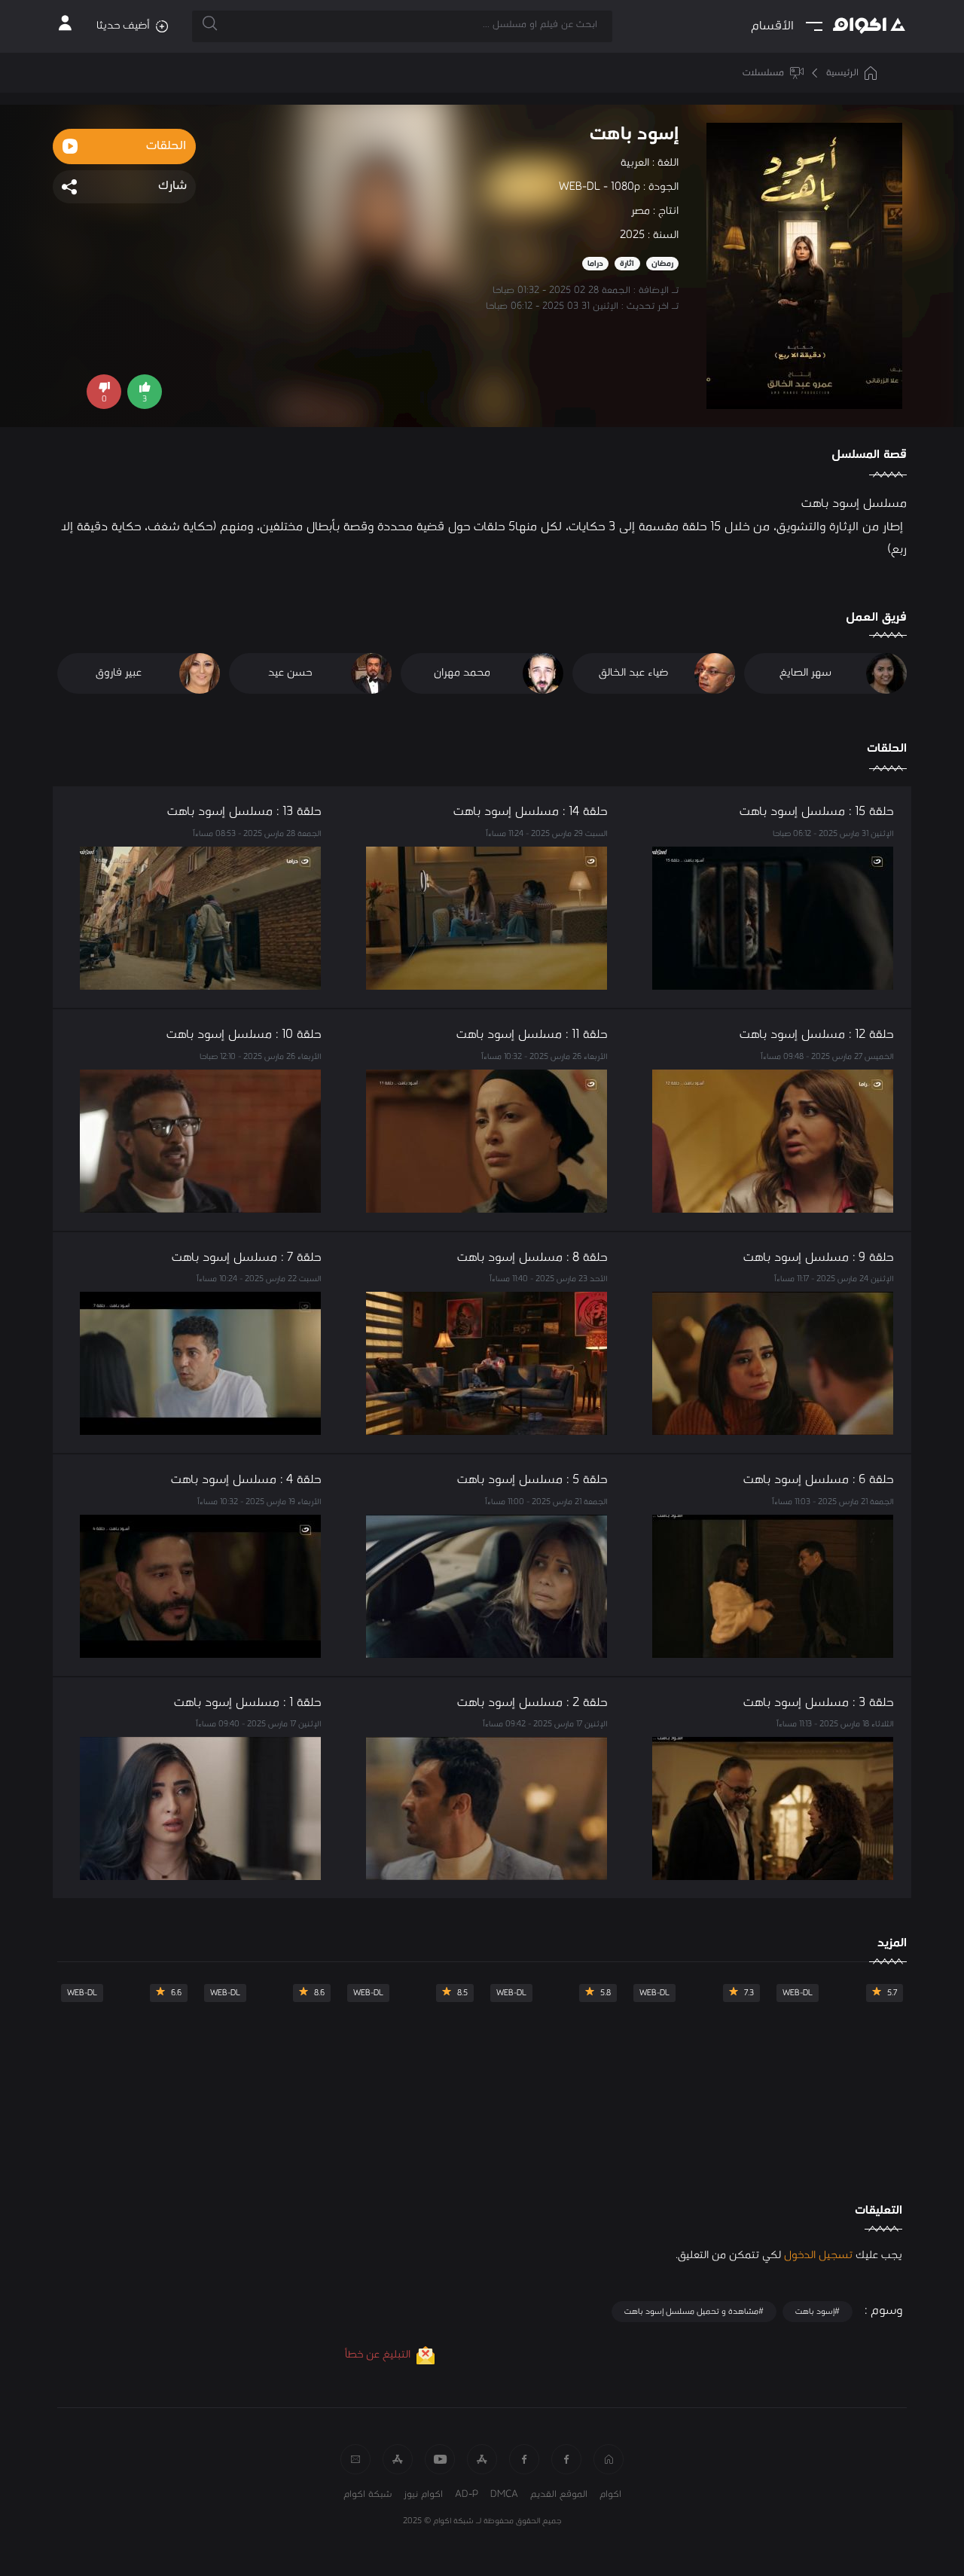 اكوام
الأقسام
ابحث عن فيلم او مسلسل ...
أضيف حديثا
الرئيسية
مسلسلات
إسود باهت
اللغة : العربية
الجودة : WEB-DL - 1080p
انتاج : مصر
السنة : 2025
رمضان
اثارة
دراما
تـ الإضافة : الجمعة 28 02 2025 - 01:32 صباحا
تـ اخر تحديث : الإثنين 31 03 2025 - 06:12 صباحا
الحلقات
شارك
3
0
أسود باهت
حكاية
(دقيقة الا ربع)
إنتاج
عمرو عبد الخالق
قصة المسلسل
مسلسل إسود باهت
إطار من الإثارة والتشويق، من خلال 15 حلقة مقسمة إلى 3 حكايات، لكل منها5 حلقات حول قضية محددة وقصة بأبطال مختلفين، ومنهم (حكاية شغف، حكاية دقيقة إلا
ربع)
فريق العمل
سهر الصايغ
ضياء عبد الخالق
محمد مهران
حسن عيد
عبير فاروق
الحلقات
حلقة 15 : مسلسل إسود باهت
الإثنين 31 مارس 2025 - 06:12 صباحا
حلقة 14 : مسلسل إسود باهت
السبت 29 مارس 2025 - 11:24 مساءاً
حلقة 13 : مسلسل إسود باهت
الجمعة 28 مارس 2025 - 08:53 مساءاً
حلقة 12 : مسلسل إسود باهت
الخميس 27 مارس 2025 - 09:48 مساءاً
حلقة 11 : مسلسل إسود باهت
الأربعاء 26 مارس 2025 - 10:32 مساءاً
حلقة 10 : مسلسل إسود باهت
الأربعاء 26 مارس 2025 - 12:10 صباحا
حلقة 9 : مسلسل إسود باهت
الإثنين 24 مارس 2025 - 11:17 مساءاً
حلقة 8 : مسلسل إسود باهت
الأحد 23 مارس 2025 - 11:40 مساءاً
حلقة 7 : مسلسل إسود باهت
السبت 22 مارس 2025 - 10:24 مساءاً
حلقة 6 : مسلسل إسود باهت
الجمعة 21 مارس 2025 - 11:03 مساءاً
حلقة 5 : مسلسل إسود باهت
الجمعة 21 مارس 2025 - 11:00 مساءاً
حلقة 4 : مسلسل إسود باهت
الأربعاء 19 مارس 2025 - 10:32 مساءاً
حلقة 3 : مسلسل إسود باهت
الثلاثاء 18 مارس 2025 - 11:13 مساءاً
حلقة 2 : مسلسل إسود باهت
الإثنين 17 مارس 2025 - 09:42 مساءاً
حلقة 1 : مسلسل إسود باهت
الإثنين 17 مارس 2025 - 09:40 مساءاً
المزيد
5.7
WEB-DL
7.3
WEB-DL
5.8
WEB-DL
8.5
WEB-DL
8.6
WEB-DL
6.6
WEB-DL
التعليقات
يجب عليك تسجيل الدخول لكي تتمكن من التعليق.
وسوم :
#إسود باهت
#مشاهدة و تحميل مسلسل إسود باهت
التبليغ عن خطأ
اكوام
الموقع القديم
DMCA
AD-P
اكوام نيوز
شبكة اكوام
جميع الحقوق محفوظة لـ شبكة اكوام © 2025